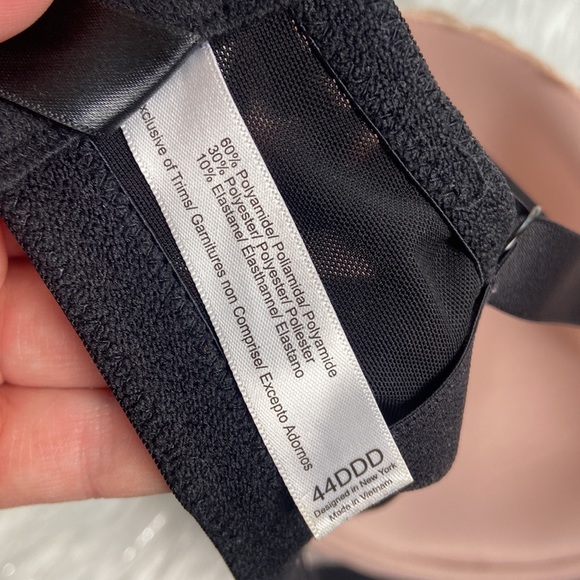 60% Polyamide/ Poliamida/ Polyamide
30% Polyester/ Polyester/ Poliester
10% Elastane/ Elasthanne/ Elastano
xclusive of Trims/ Garnitures non Comprise/ Excepto Adornos
44DDD
Designed in New York
Made in Vietnam